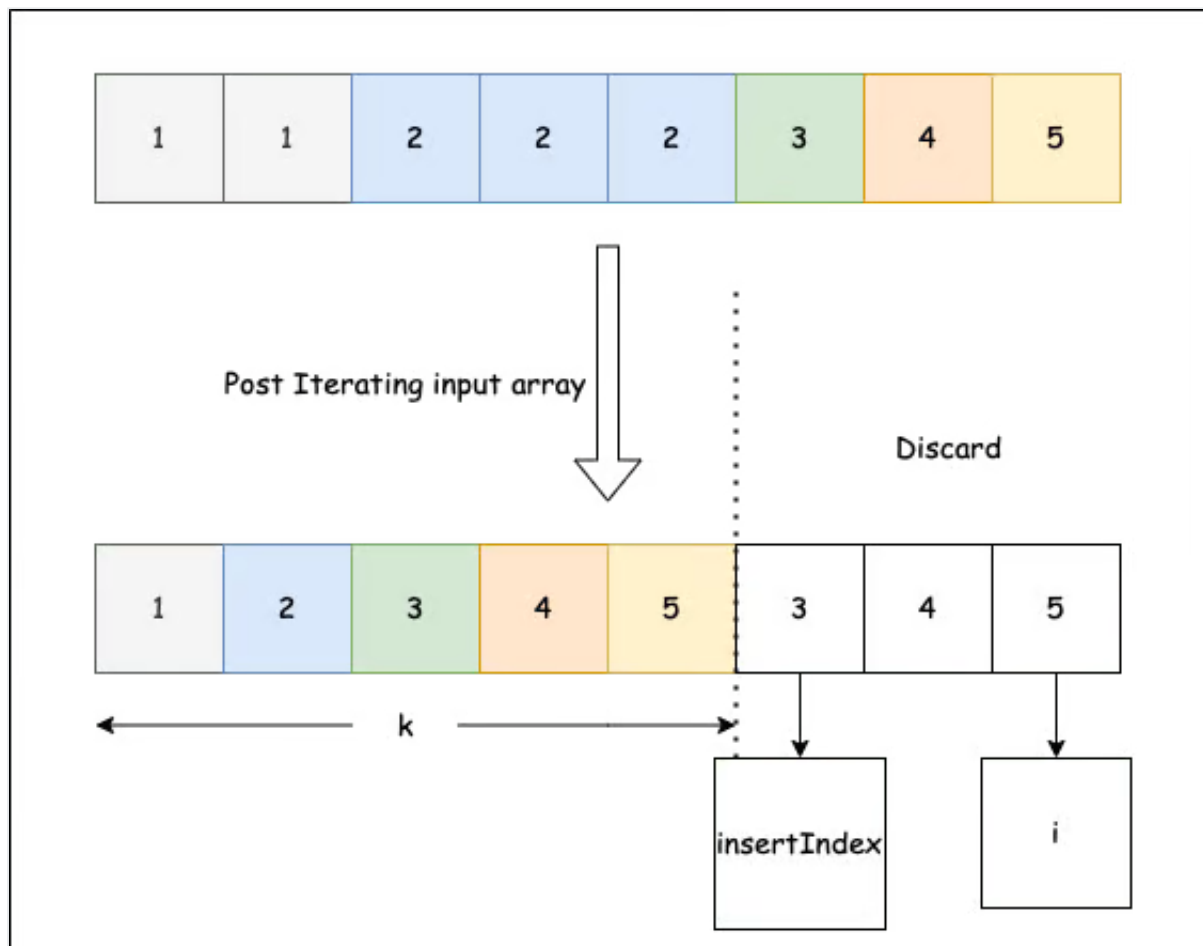 1 1 2 2 2 3 4 5
Post Iterating input array
Discard
1 2 3 4 5 3 4 5
k
insertIndex
i